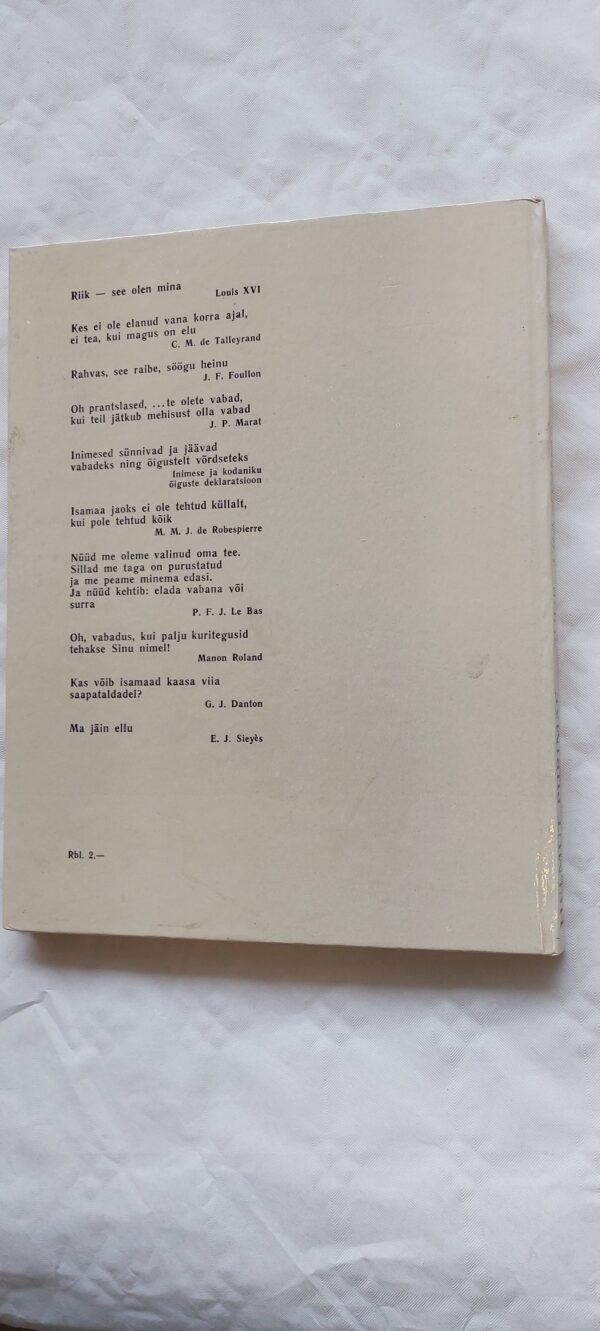 Riik — see olen mina
Louis XVI
Kes ei ole elanud vana korra ajal,
ei tea, kui magus on elu
C. M. de Talleyrand
Rahvas, see raibe, söögu heinu
J. F. Foullon
Oh prantslased, ...te olete vabad,
kui teil jätkub mehisust olla vabad
J. P. Marat
Inimesed sünnivad ja jäävad
vabadeks ning õigustelt võrdseteks
Inimese ja kodaniku
õiguste deklaratsioon
Isamaa jaoks ei ole tehtud küllalt,
kui pole tehtud kõik
M. M. J. de Robespierre
Nüüd me oleme valinud oma tee.
Sillad me taga on purustatud
ja me peame minema edasi.
Ja nüüd kehtib: elada vabana või
surra
P. F. J. Le Bas
Oh, vabadus, kui palju kuritegusid
tehakse Sinu nimel!
Manon Roland
Kas võib isamaad kaasa viia
saapataldadel?
G. J. Danton
Ma jäin ellu
E. J. Sieyès
Rbl. 2.—